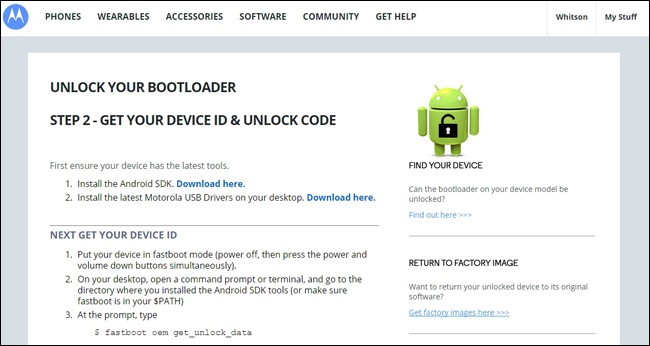 PHONES WEARABLES ACCESSORIES SOFTWARE COMMUNITY GET HELP Whitson My Stuff
UNLOCK YOUR BOOTLOADER
STEP 2 - GET YOUR DEVICE ID & UNLOCK CODE
First ensure your device has the latest tools.
1. Install the Android SDK. Download here.
2. Install the latest Motorola USB Drivers on your desktop. Download here.
NEXT GET YOUR DEVICE ID
1. Put your device in fastboot mode (power off, then press the power and
volume down buttons simultaneously).
2. On your desktop, open a command prompt or terminal, and go to the
directory where you installed the Android SDK tools (or make sure
fastboot is in your $PATH)
3. At the prompt, type
$ fastboot oem get_unlock_data
FIND YOUR DEVICE
Can the bootloader on your device model be
unlocked?
Find out here >>>
RETURN TO FACTORY IMAGE
Want to return your unlocked device to its original
software?
Get factory images here >>>